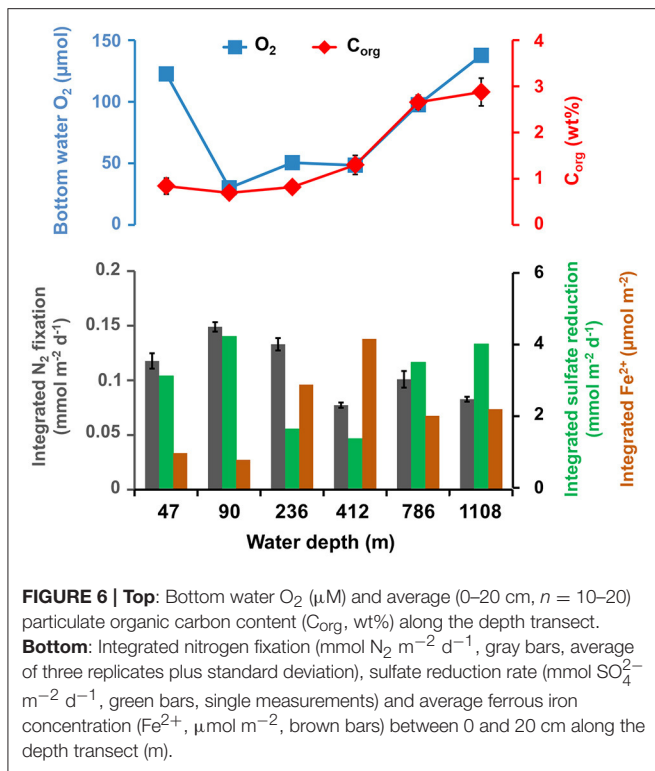 O2 Corg
Bottom water O2 (µmol)
150
100
50
0
4
3
2
1
0
Corg (wt%)
Integrated N2 fixation
(mmol m-2 d-1)
0.2
0.15
0.1
0.05
0
6
4
2
0
Integrated sulfate reduction
(mmol m-2 d-1)
Integrated Fe2+ (µmol m-2)
47 90 236 412 786 1108
Water depth (m)
FIGURE 6 | Top: Bottom water O2 (µM) and average (0–20 cm, n = 10–20)
particulate organic carbon content (Corg, wt%) along the depth transect.
Bottom: Integrated nitrogen fixation (mmol N2 m−2 d−1, gray bars, average
of three replicates plus standard deviation), sulfate reduction rate (mmol SO42−
m−2 d−1, green bars, single measurements) and average ferrous iron
concentration (Fe2+, µmol m−2, brown bars) between 0 and 20 cm along the
depth transect (m).